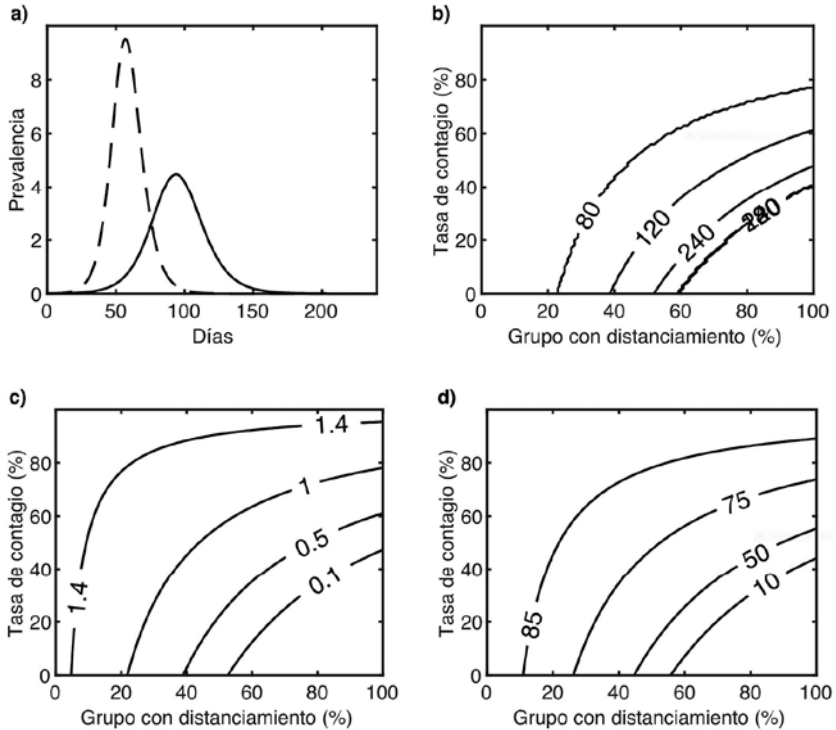 a)
Prevalencia
8
6
4
2
0
0 50 100 150 200
Días
b)
Tasa de contagio (%)
80
60
40
20
0
80
120
240
0 20 40 60 80 100
Grupo con distanciamiento (%)
c)
Tasa de contagio (%)
80
60
40
20
0
1.4
1.4
1
0.5
0.1
0 20 40 60 80 100
Grupo con distanciamiento (%)
d)
Tasa de contagio (%)
80
60
40
20
0
85
75
50
10
0 20 40 60 80 100
Grupo con distanciamiento (%)